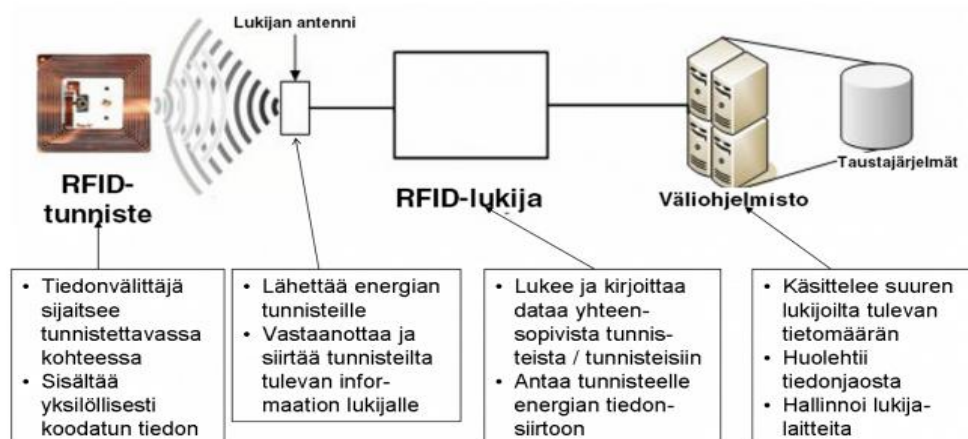 Lukijan antenni
RFID-
tunniste
RFID-lukija
Väliohjelmisto
Taustajärjelmät
• Tiedonvälittäjä
sijaitsee
tunnistettavassa
kohteessa
• Sisältää
yksilöllisesti
koodatun tiedon
• Lähettää energian
tunnisteille
• Vastaanottaa ja
siirtää tunnisteilta
tulevan infor-
maation lukijalle
• Lukee ja kirjoittaa
dataa yhteen-
sopivista tunnis-
teista / tunnisteisiin
• Antaa tunnisteelle
energian tiedon-
siirtoon
• Käsittelee suuren
lukijoilta tulevan
tietomäärän
• Huolehtii
tiedonjaosta
• Hallinnoi lukija-
laitteita